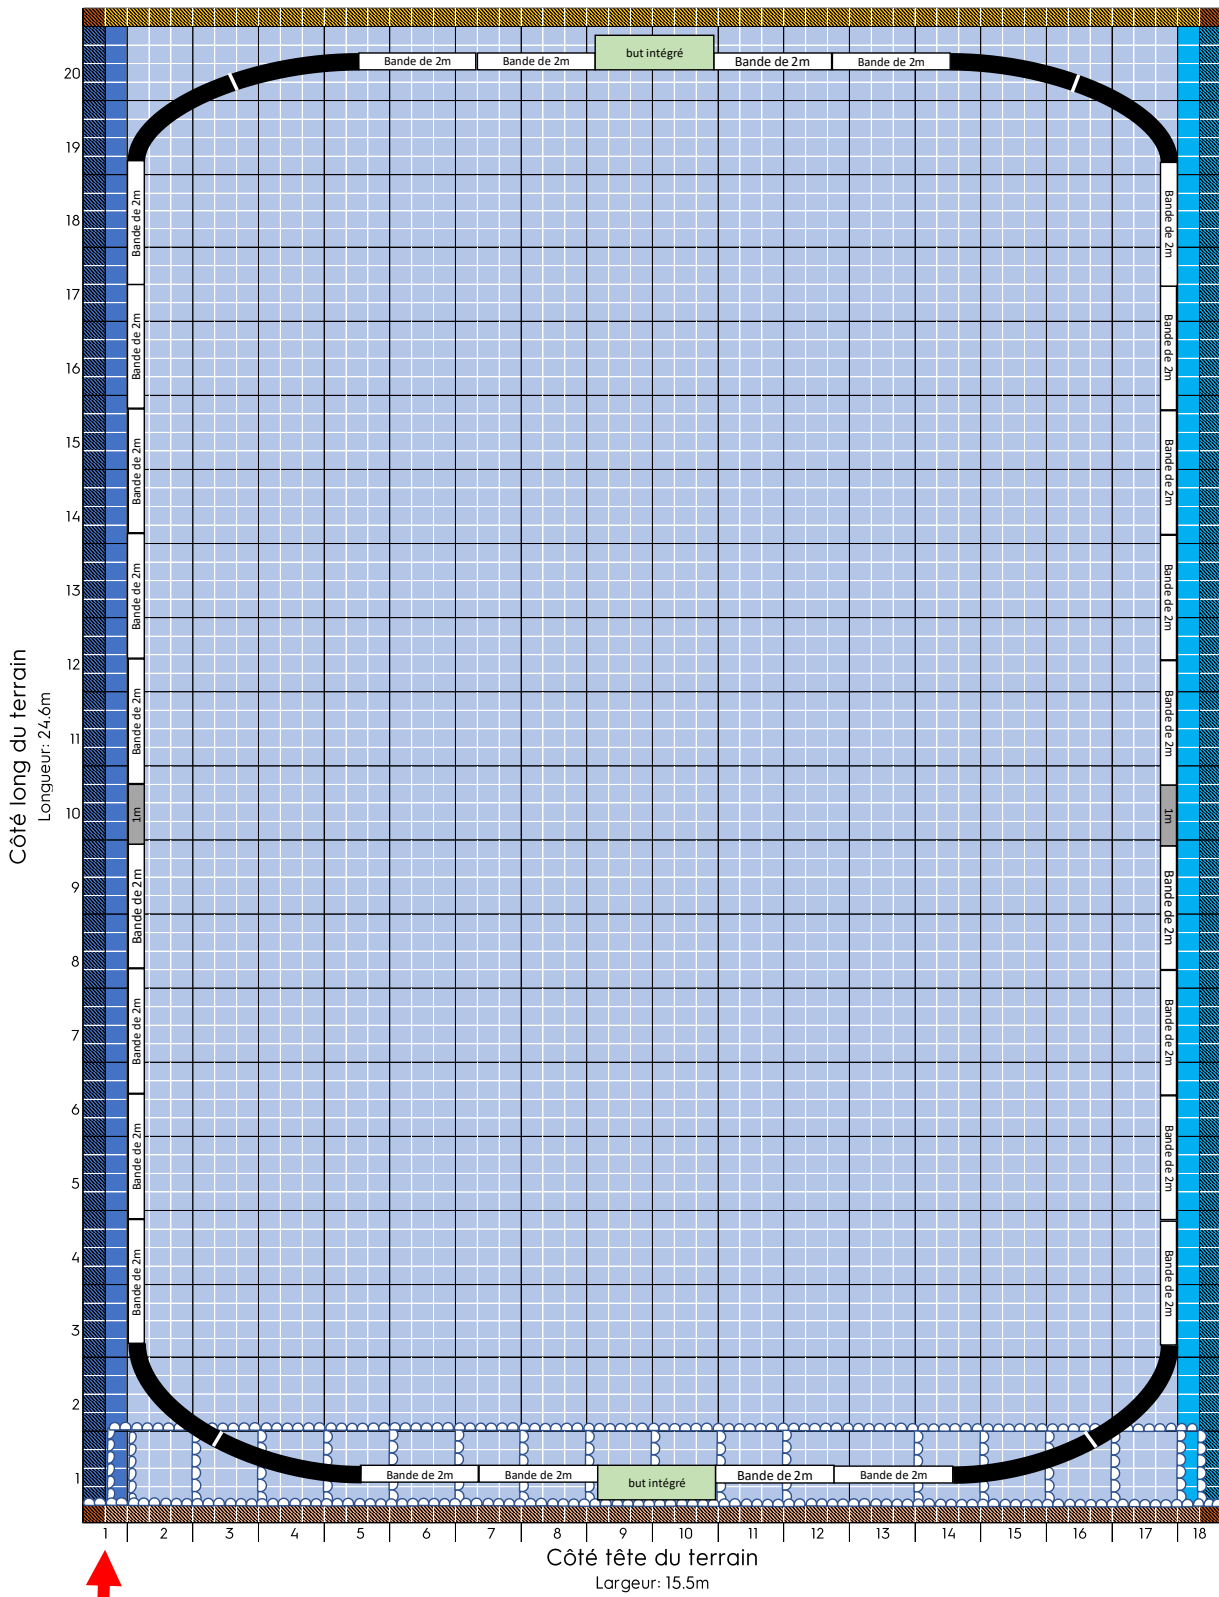 but intégré
Bande de 2m
Bande de 2m
Bande de 2m
Bande de 2m
20
19
18
17
16
15
14
13
12
11
10
9
8
7
6
5
4
3
2
1
Côté long du terrain
Longueur: 24.6m
Bande de 2m
Bande de 2m
Bande de 2m
Bande de 2m
Bande de 2m
1m
Bande de 2m
Bande de 2m
Bande de 2m
Bande de 2m
Bande de 2m
Bande de 2m
Bande de 2m
Bande de 2m
Bande de 2m
1m
Bande de 2m
Bande de 2m
Bande de 2m
Bande de 2m
Bande de 2m
Bande de 2m
but intégré
Bande de 2m
Bande de 2m
1 2 3 4 5 6 7 8 9 10 11 12 13 14 15 16 17 18
Côté tête du terrain
Largeur: 15.5m